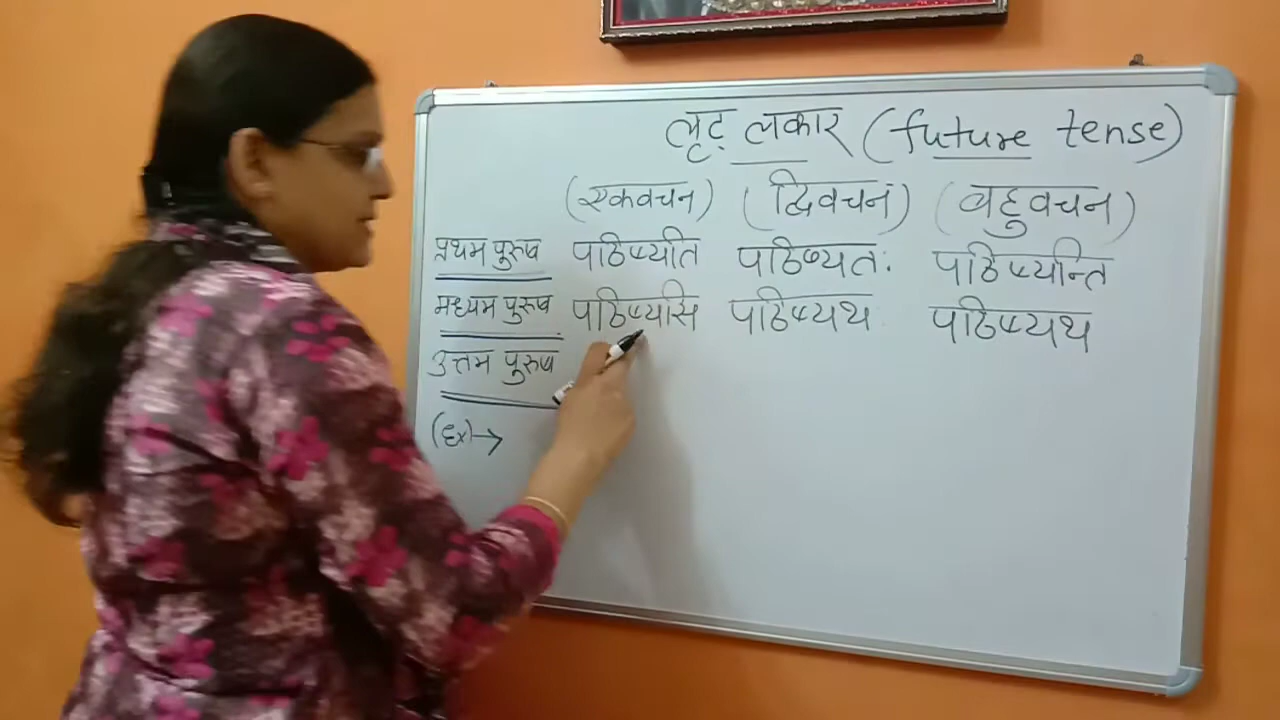 लृट् लकार (future tense)
(एकवचन) (द्विवचन) (बहुवचन)
प्रथम पुरुष पठिष्यति पठिष्यतः पठिष्यन्ति
मध्यम पुरुष पठिष्यसि पठिष्यथ पठिष्यथ
उत्तम पुरुष
(Ex)→